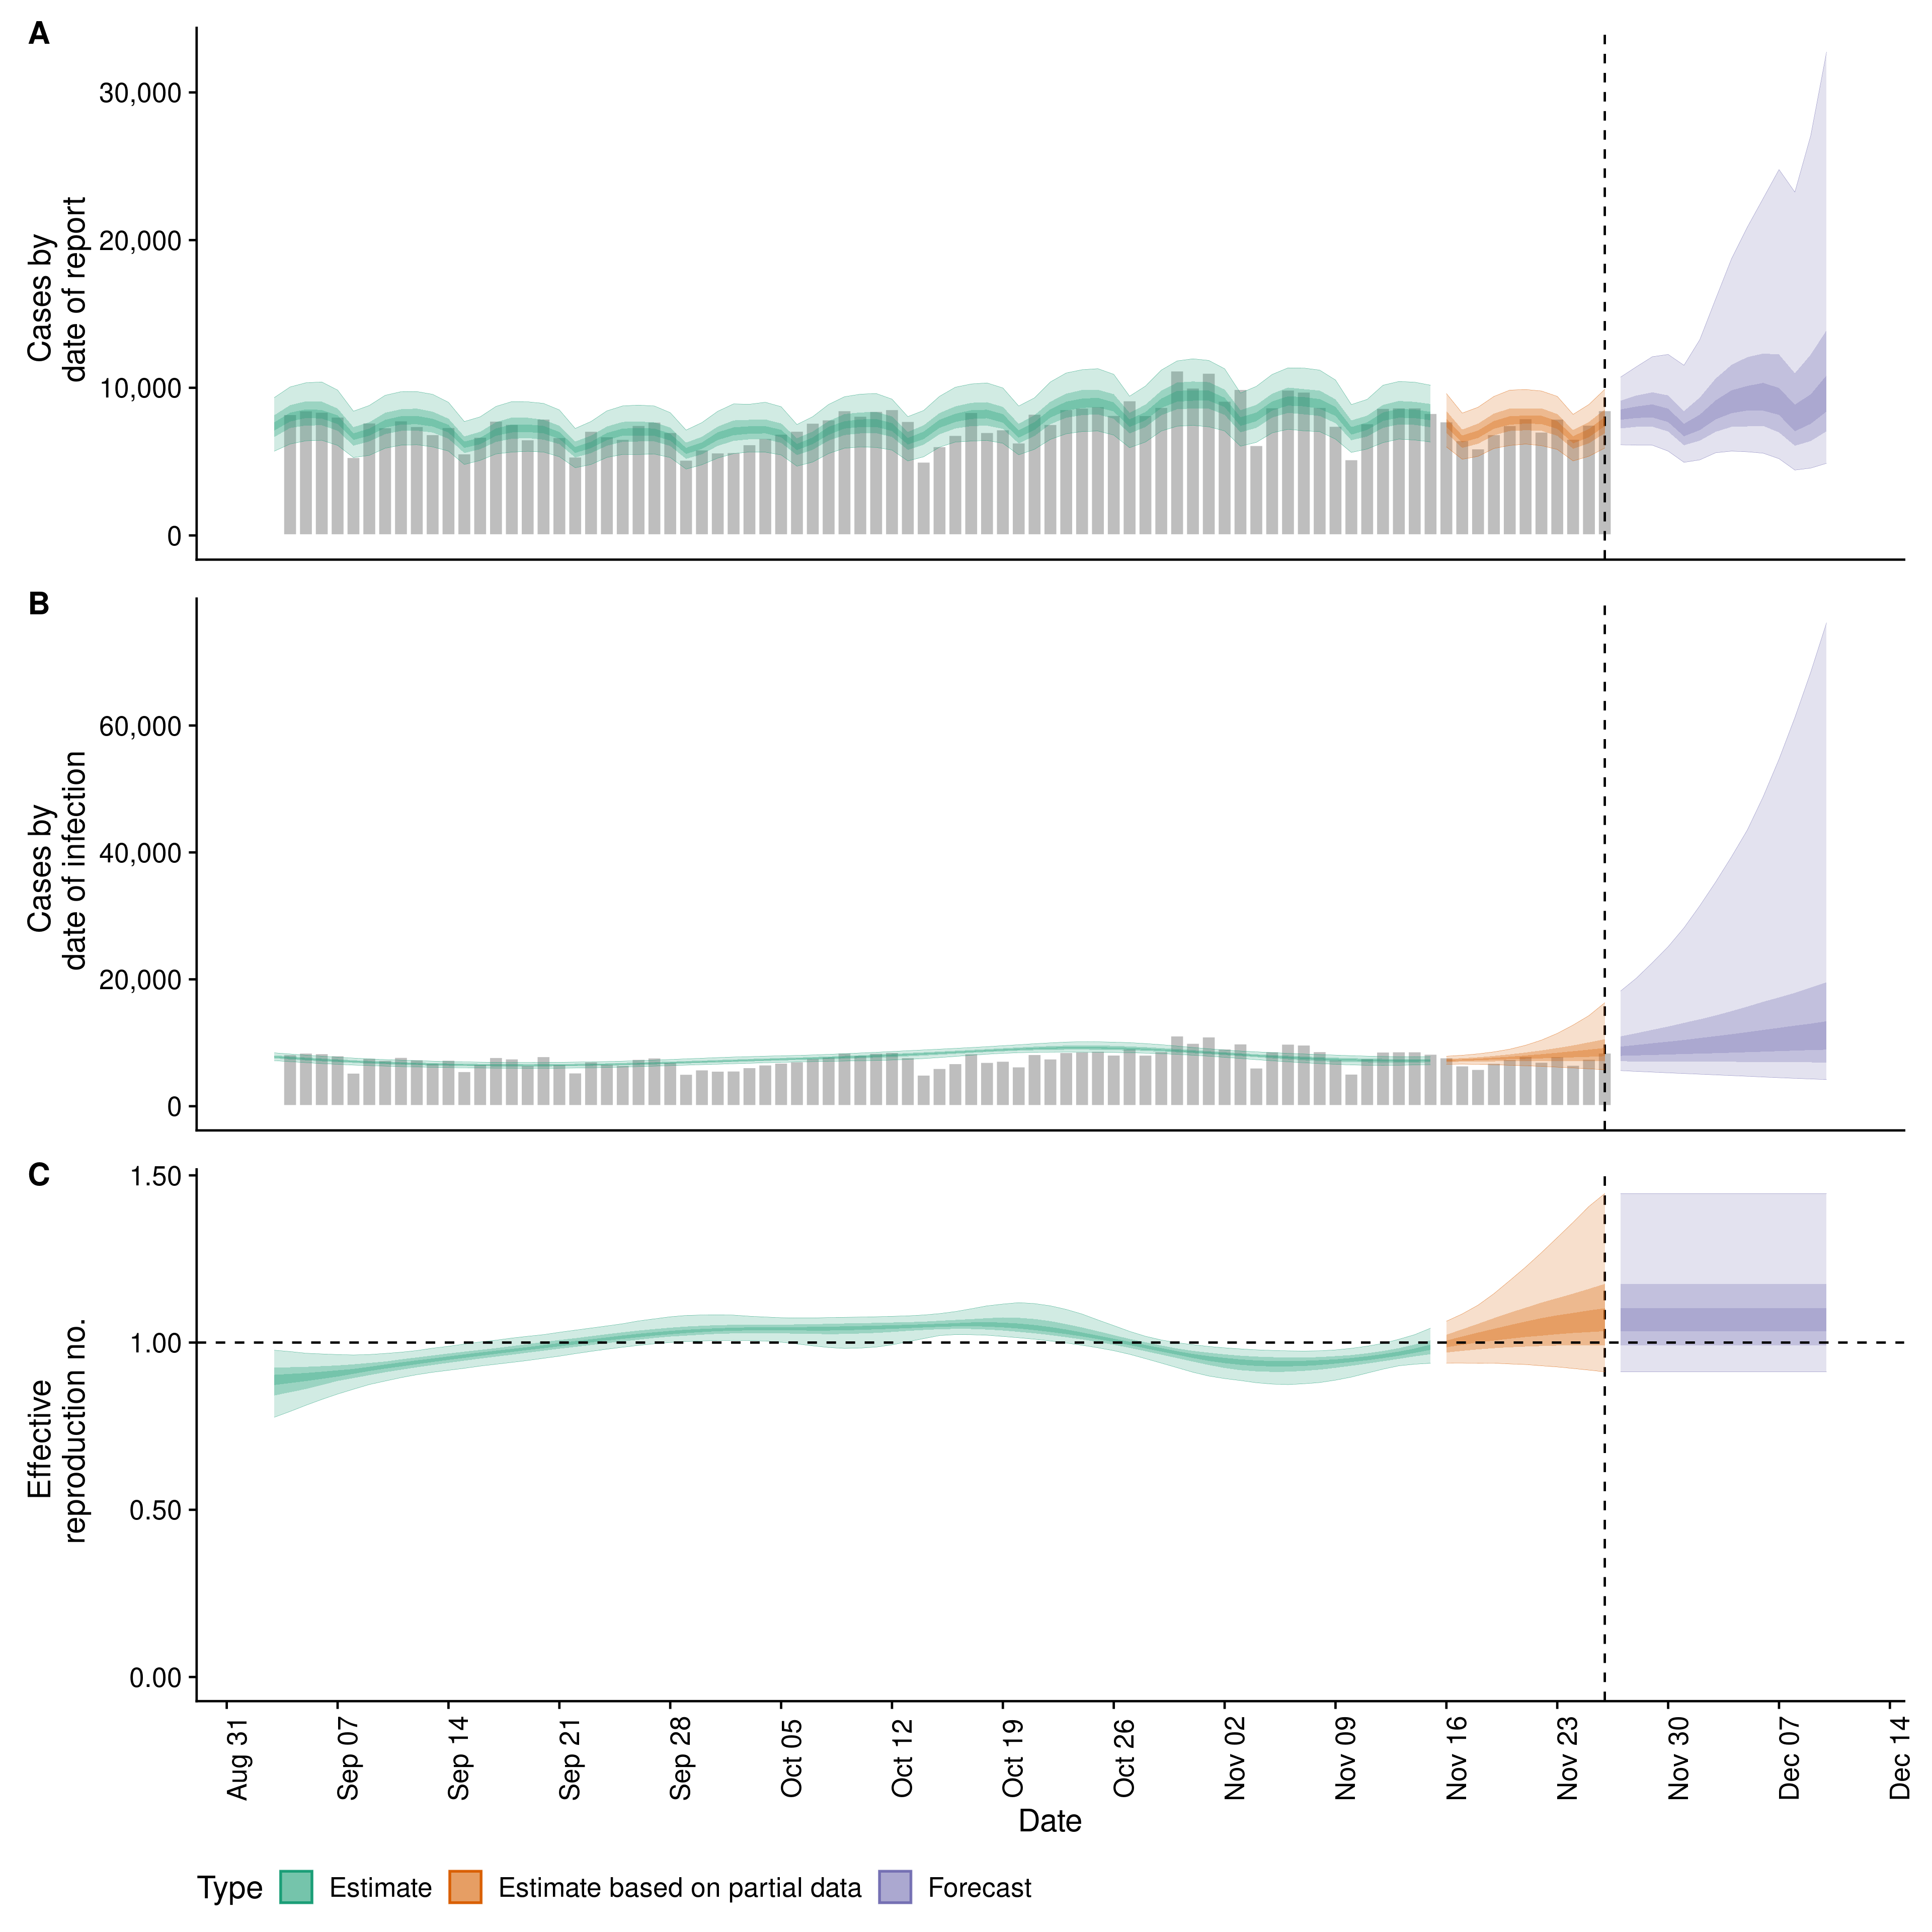 A
Cases by
date of report
30,000
20,000
10,000
0
B
Cases by
date of infection
60,000
40,000
20,000
0
C
Effective
reproduction no.
1.50
1.00
0.50
0.00
Aug 31
Sep 07
Sep 14
Sep 21
Sep 28
Oct 05
Oct 12
Oct 19
Oct 26
Nov 02
Nov 09
Nov 16
Nov 23
Nov 30
Dec 07
Dec 14
Date
Type Estimate Estimate based on partial data Forecast